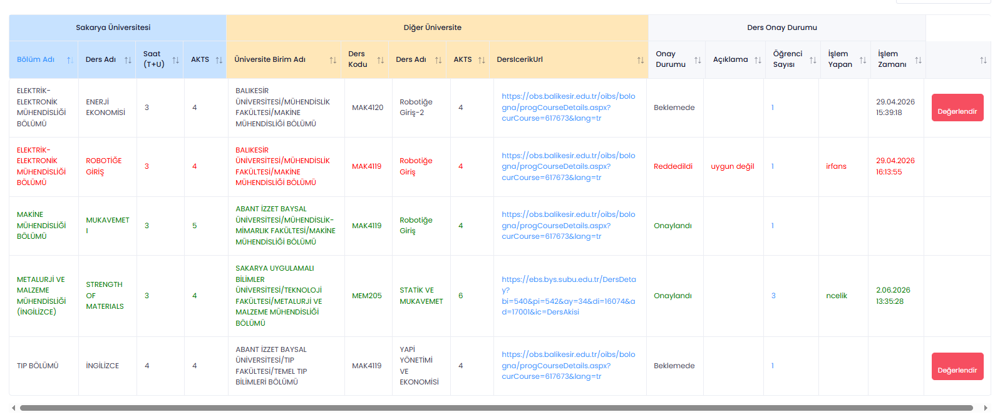 Sakarya Üniversitesi
Diğer Üniversite
Ders Onay Durumu
Bölüm Adı
Ders Adı
Saat
(T+U)
AKTS
Üniversite Birim Adı
Ders
Kodu
Ders Adı
AKTS
DersIcerikUrl
Onay
Durumu
Açıklama
Öğrenci
Sayısı
İşlem
Yapan
İşlem
Zamanı
ELEKTRİK-
ELEKTRONİK
MÜHENDİSLİĞİ
BÖLÜMÜ
ENERJİ
EKONOMİSİ
3
4
BALIKESİR
ÜNİVERSİTESİ/MÜHENDİSLİK
FAKÜLTESİ/MAKİNE
MÜHENDİSLİĞİ BÖLÜMÜ
MAK4120
Robotiğe
Giriş-2
4
https://obs.balikesir.edu.tr/oibs/bolo
gna/progCourseDetails.aspx?
curCourse=617673&lang=tr
Beklemede
1
29.04.2026
15:39:18
Değerlendir
ELEKTRİK-
ELEKTRONİK
MÜHENDİSLİĞİ
BÖLÜMÜ
ROBOTİĞE
GİRİŞ
3
4
BALIKESİR
ÜNİVERSİTESİ/MÜHENDİSLİK
FAKÜLTESİ/MAKİNE
MÜHENDİSLİĞİ BÖLÜMÜ
MAK4119
Robotiğe
Giriş
4
https://obs.balikesir.edu.tr/oibs/bolo
gna/progCourseDetails.aspx?
curCourse=617673&lang=tr
Reddedildi
uygun değil
1
irfans
29.04.2026
16:13:55
MAKİNE
MÜHENDİSLİĞİ
BÖLÜMÜ
MUKAVEMET
I
3
5
ABANT İZZET BAYSAL
ÜNİVERSİTESİ/MÜHENDİSLİK-
MİMARLIK FAKÜLTESİ/MAKİNE
MÜHENDİSLİĞİ BÖLÜMÜ
MAK4119
Robotiğe
Giriş
4
https://obs.balikesir.edu.tr/oibs/bolo
gna/progCourseDetails.aspx?
curCourse=617673&lang=tr
Onaylandı
1
METALURJİ VE
MALZEME
MÜHENDİSLİĞİ
(İNGİLİZCE)
STRENGTH
OF
MATERIALS
3
4
SAKARYA UYGULAMALI
BİLİMLER
ÜNİVERSİTESİ/TEKNOLOJİ
FAKÜLTESİ/METALURJİ VE
MALZEME MÜHENDİSLİĞİ
BÖLÜMÜ
MEM205
STATİK VE
MUKAVEMET
6
https://ebs.bys.subu.edu.tr/DersDeta
y?
bi=540&pi=542&ay=34&di=16074&a
d=17001&ic=DersAkisi
Onaylandı
3
ncelik
2.06.2026
13:35:28
TIP BÖLÜMÜ
İNGİLİZCE
4
4
ABANT İZZET BAYSAL
ÜNİVERSİTESİ/TIP
FAKÜLTESİ/TEMEL TIP
BİLİMLERİ BÖLÜMÜ
MAK4119
YAPI
YÖNETİMİ
VE
EKONOMİSİ
4
https://obs.balikesir.edu.tr/oibs/bolo
gna/progCourseDetails.aspx?
curCourse=617673&lang=tr
Beklemede
1
Değerlendir